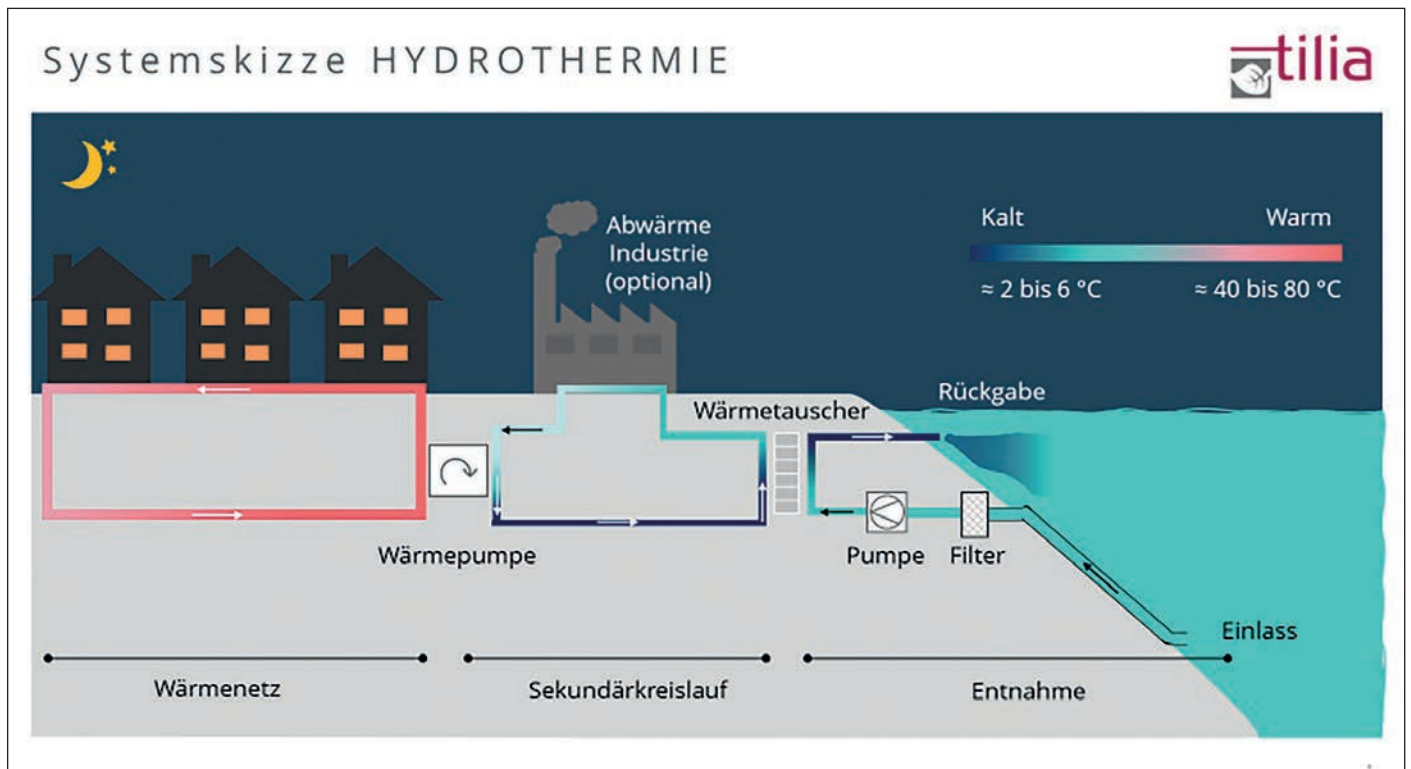 Systemskizze HYDROTHERMIE
tilia
Abwärme
Industrie
(optional)
Kalt Warm
≈ 2 bis 6 °C ≈ 40 bis 80 °C
Rückgabe
Wärmetauscher
Wärmepumpe
Pumpe Filter
Einlass
Wärmenetz Sekundärkreislauf Entnahme